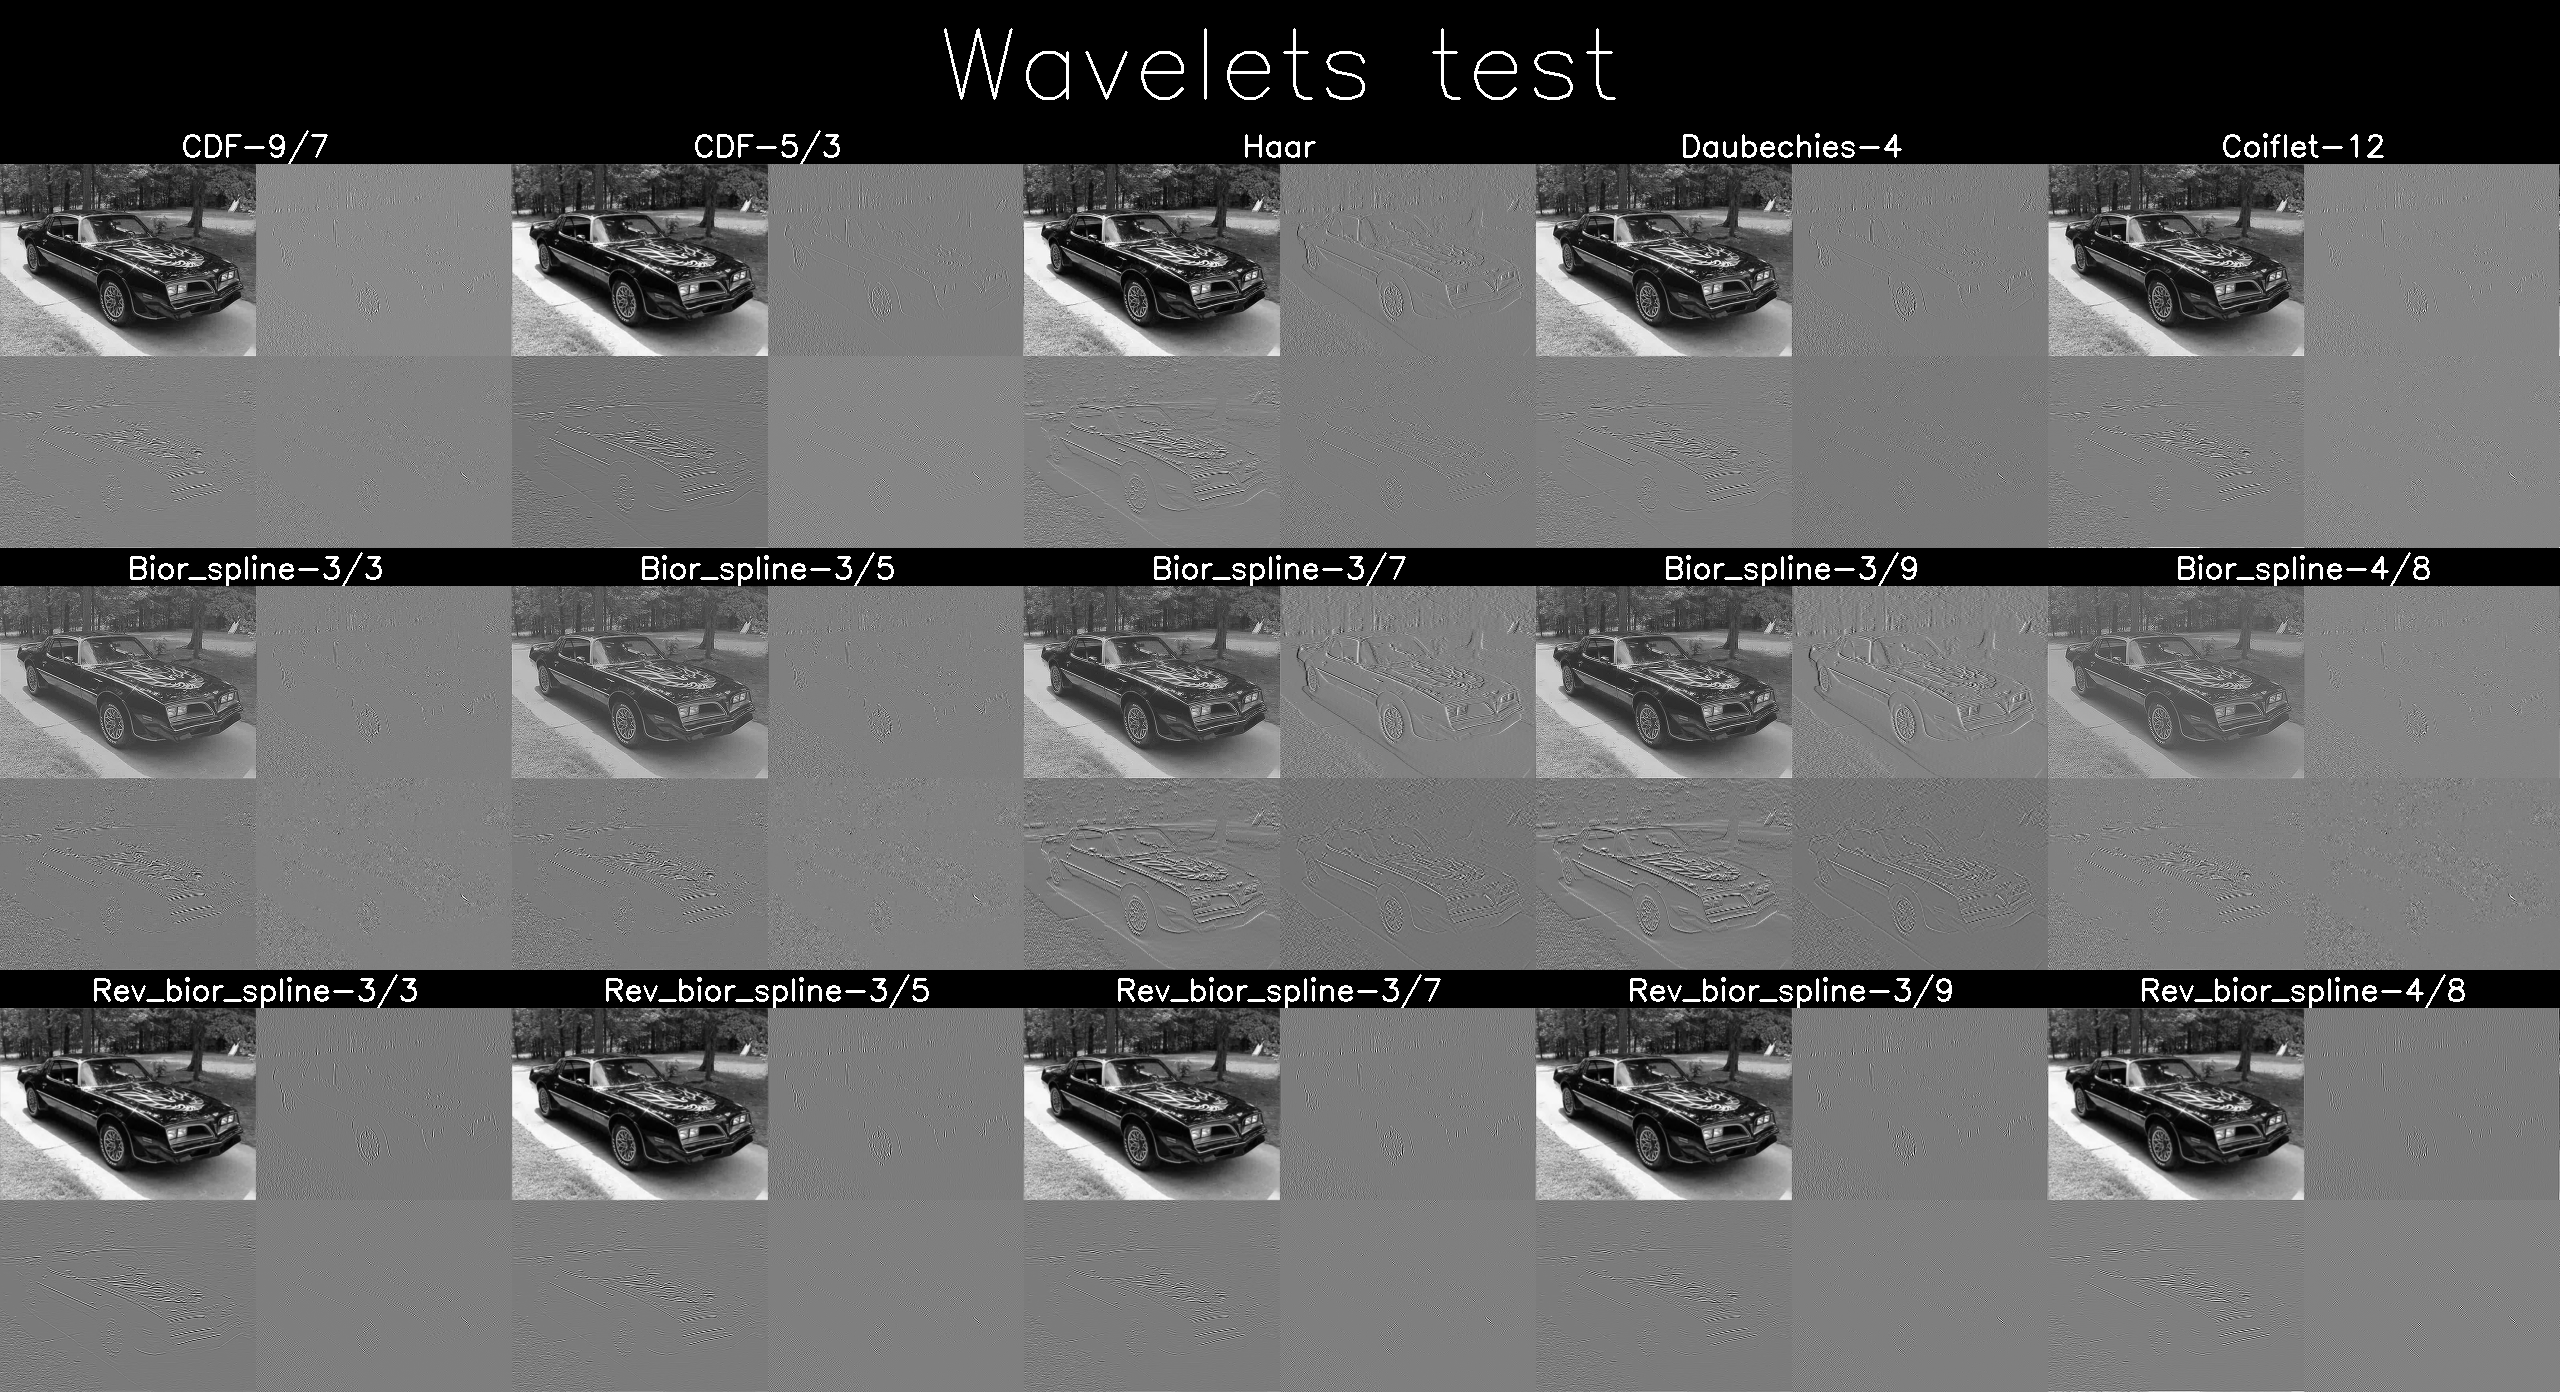 Wavelets test
CDF-9/7 CDF-5/3 Haar Daubechies-4 Coiflet-12
Bior_spline-3/3 Bior_spline-3/5 Bior_spline-3/7 Bior_spline-3/9 Bior_spline-4/8
Rev_bior_spline-3/3 Rev_bior_spline-3/5 Rev_bior_spline-3/7 Rev_bior_spline-3/9 Rev_bior_spline-4/8